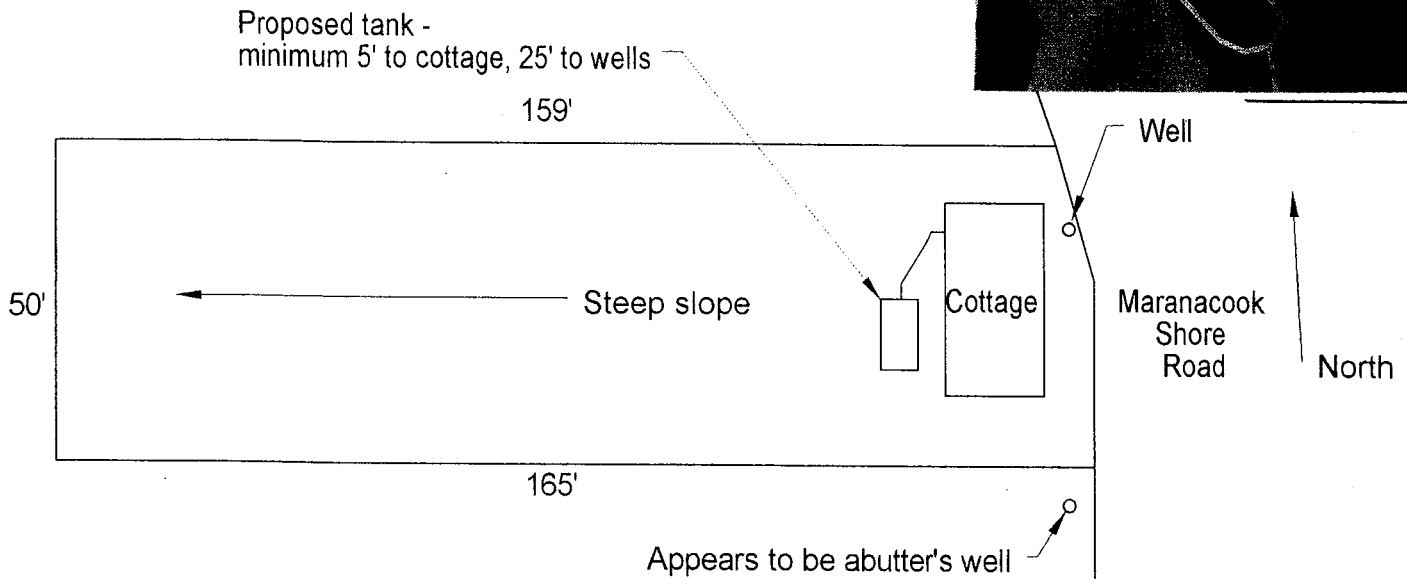 Proposed tank -
minimum 5' to cottage, 25' to wells
159'
Well
50'
Steep slope
Cottage
Maranacook
Shore
Road
North
165'
Appears to be abutter's well